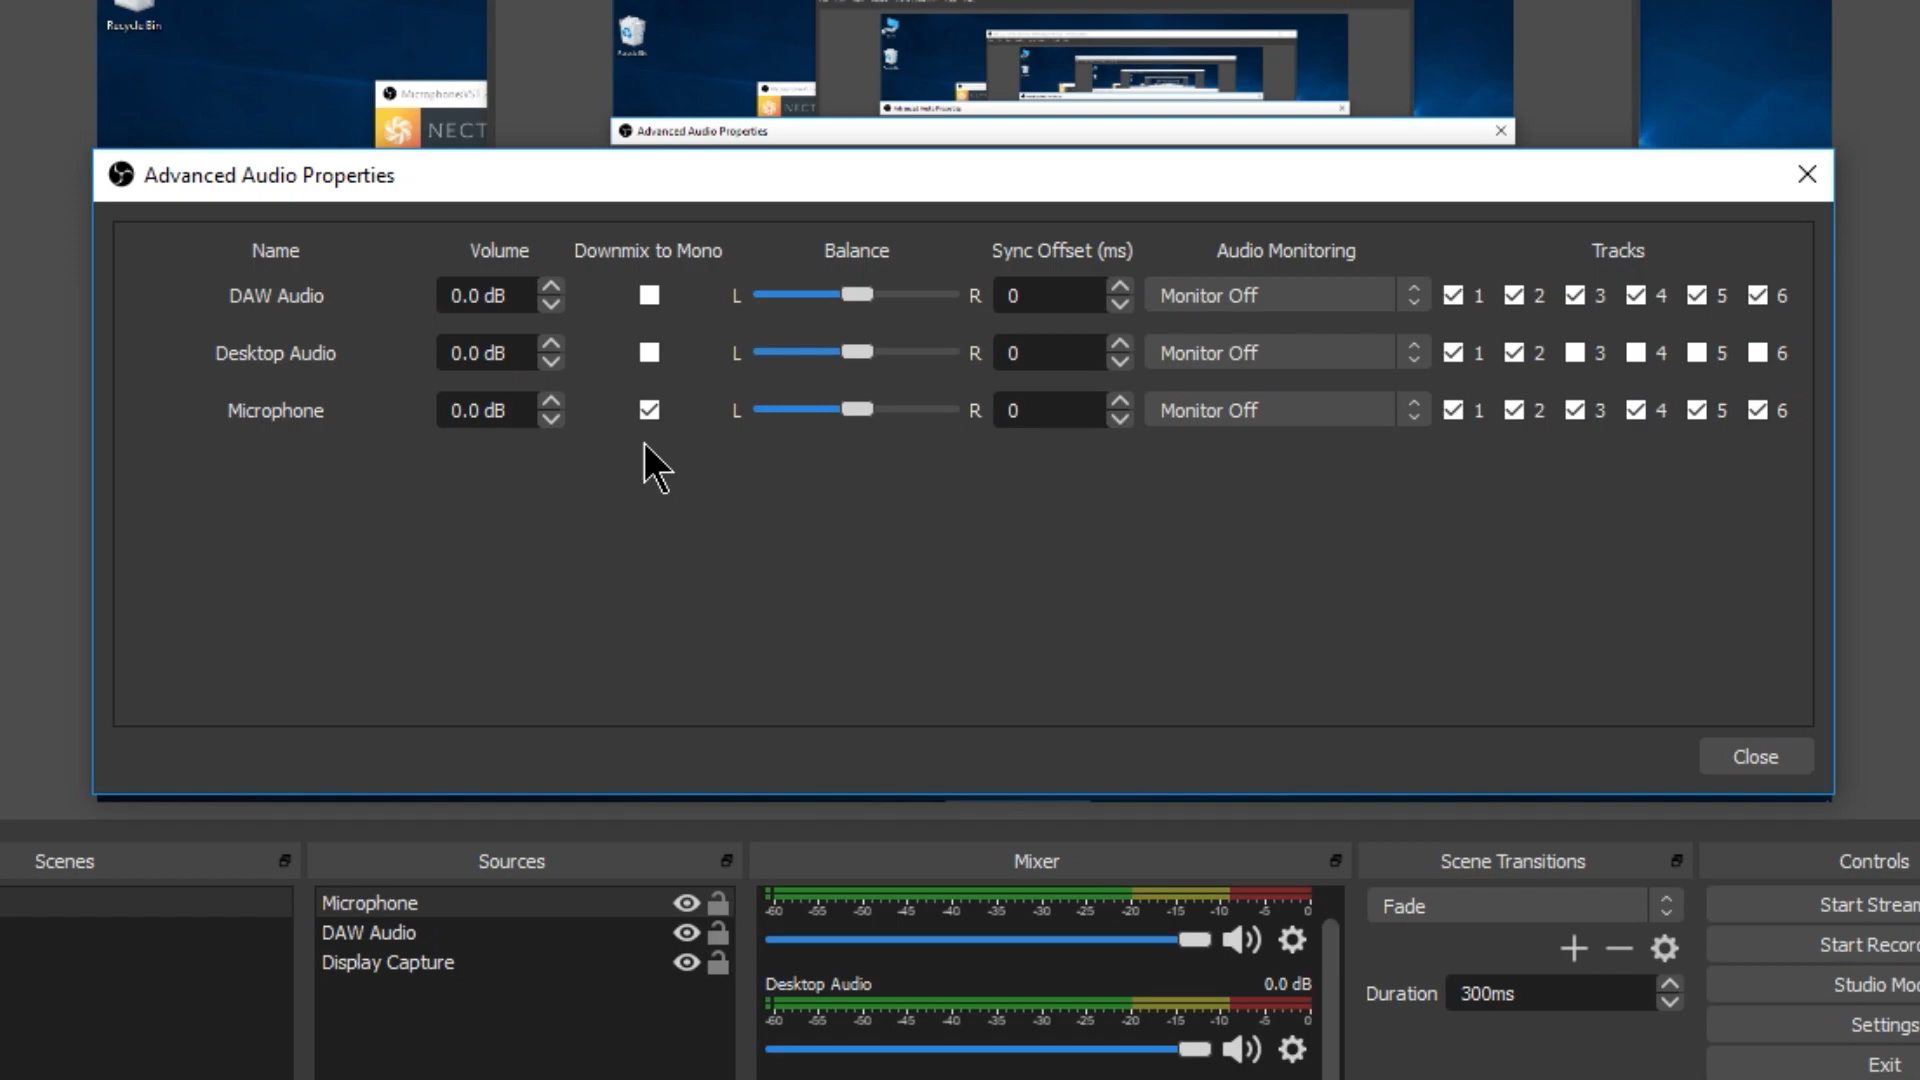 Recycle Bin
MicrophoneVST
NECT
NECT
Advanced Audio Properties
Advanced Audio Properties
Advanced Audio Properties
Name Volume Downmix to Mono Balance Sync Offset (ms) Audio Monitoring Tracks
DAW Audio 0.0 dB L R 0 Monitor Off 1 2 3 4 5 6
Desktop Audio 0.0 dB L R 0 Monitor Off 1 2 3 4 5 6
Microphone 0.0 dB L R 0 Monitor Off 1 2 3 4 5 6
Close
Scenes Sources Mixer Scene Transitions Controls
Microphone
DAW Audio
Display Capture
-60 -55 -50 -45 -40 -35 -30 -25 -20 -15 -10 -5 0
Desktop Audio 0.0 dB
-60 -55 -50 -45 -40 -35 -30 -25 -20 -15 -10 -5 0
Fade
Duration 300ms
Start Stream
Start Recor
Studio Mo
Settings
Exit